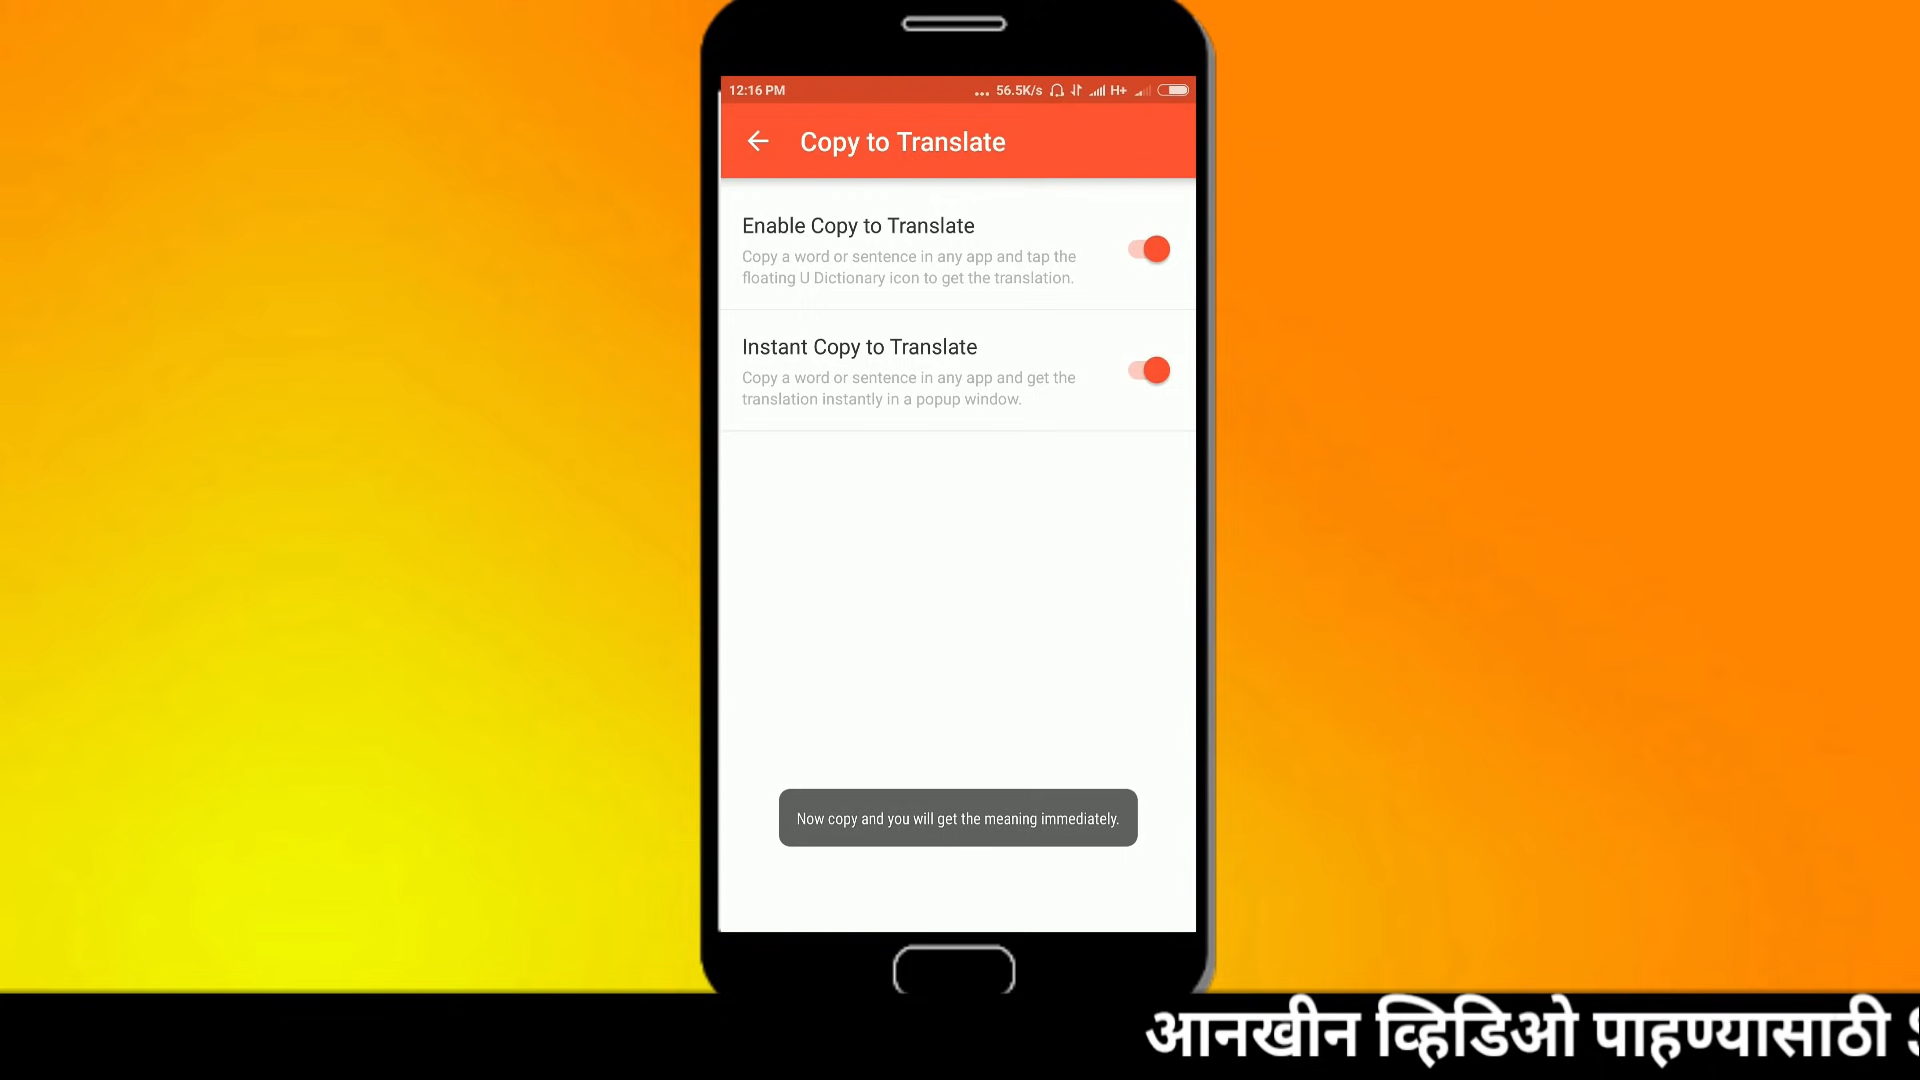 12:16 PM ... 56.5K/s H+
Copy to Translate
Enable Copy to Translate
Copy a word or sentence in any app and tap the
floating U Dictionary icon to get the translation.
Instant Copy to Translate
Copy a word or sentence in any app and get the
translation instantly in a popup window.
Now copy and you will get the meaning immediately.
आनखीन व्हिडिओ पाहण्यासाठी